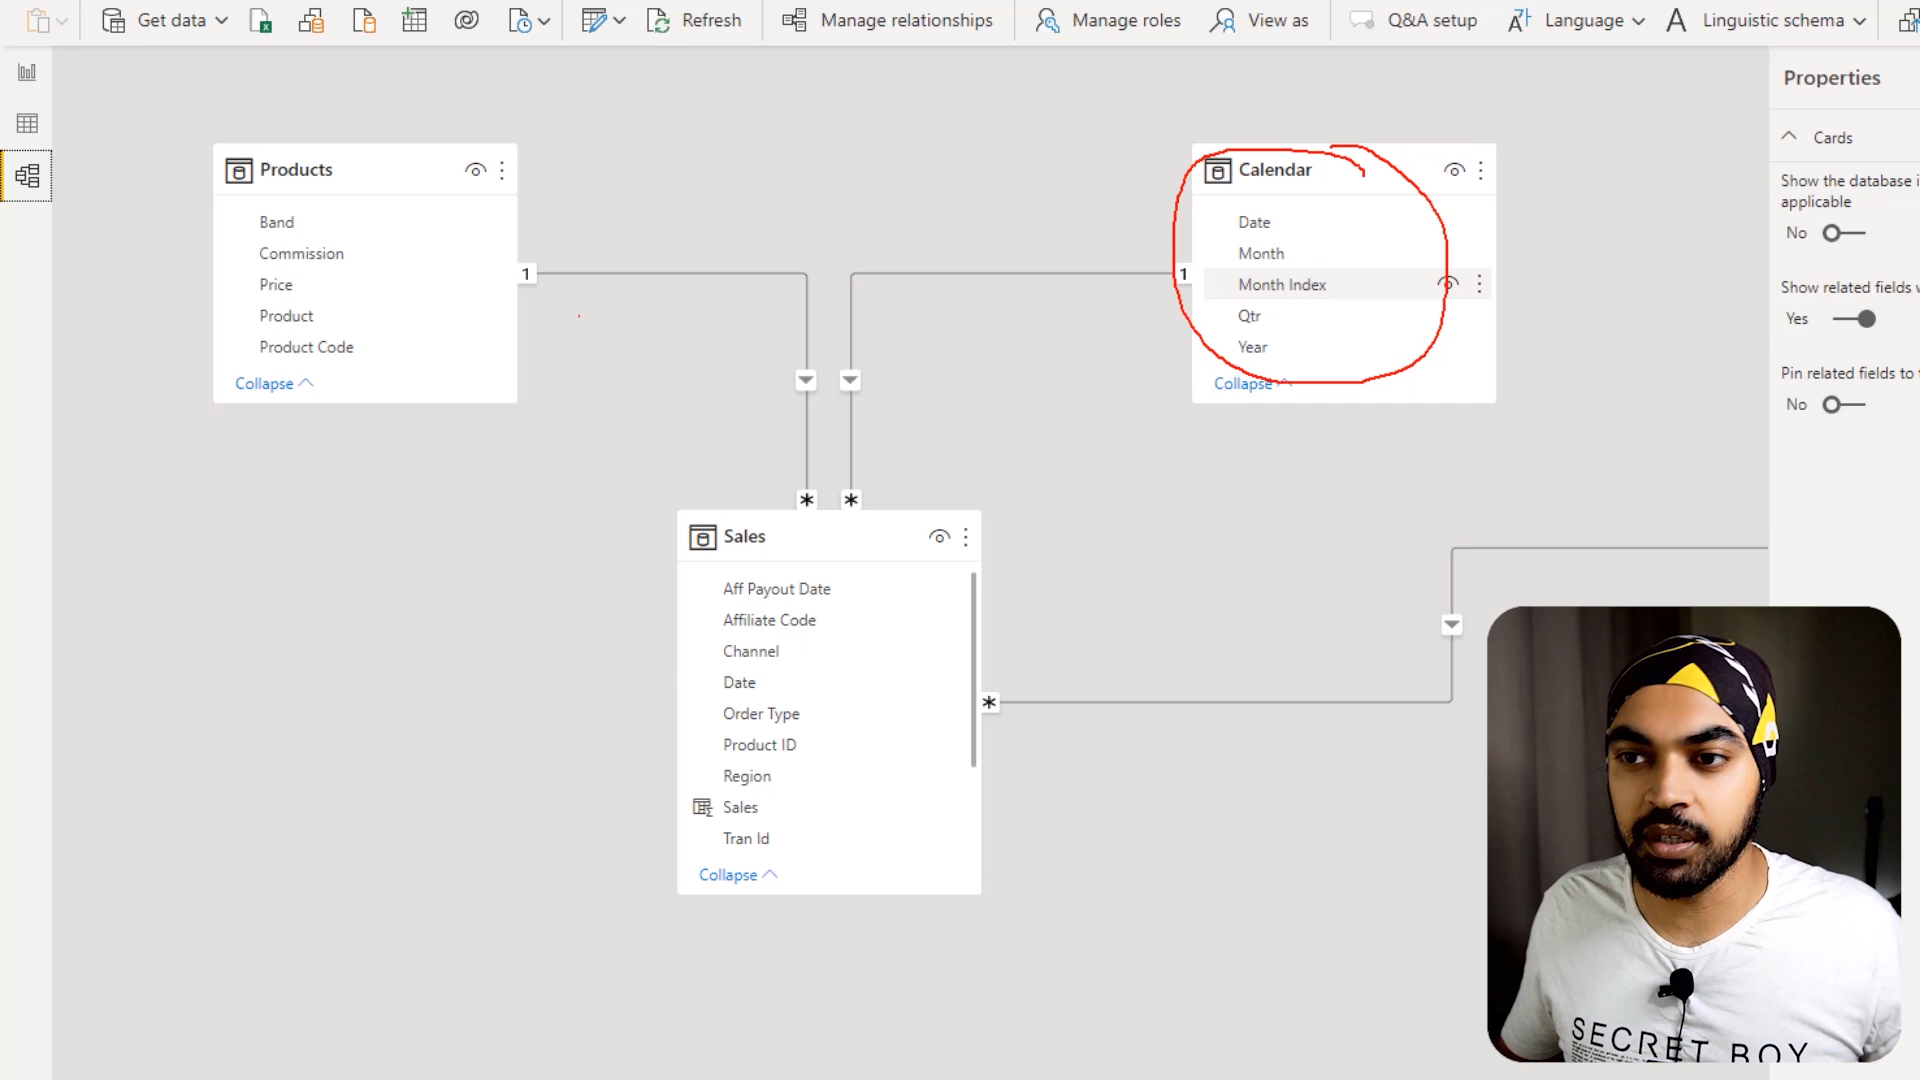 Get data
Refresh
Manage relationships
Manage roles
View as
Q&A setup
Language
Linguistic schema
Properties
Cards
Show the database i
applicable
No
Show related fields
Yes
Pin related fields to
No
Products
Band
Commission
Price
Product
Product Code
Collapse
1
*
Calendar
Date
Month
Month Index
Qtr
Year
Collapse
1
*
Sales
Aff Payout Date
Affiliate Code
Channel
Date
Order Type
Product ID
Region
Sales
Tran Id
Collapse
*
SECRET BOY